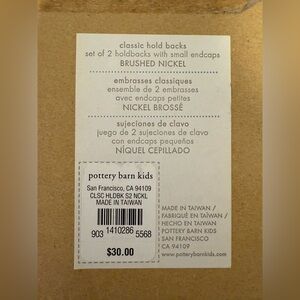 classic hold backs
set of 2 holdbacks with small endcaps
BRUSHED NICKEL
embrasses classiques
ensemble de 2 embrasses
avec endcaps petites
NICKEL BROSSÉ
sujeciones de clavo
juego de 2 sujeciones de clavo
con endcaps pequeños
NÍQUEL CEPILLADO
pottery barn kids
San Francisco, CA 94109
CLSC HLDBK S2 NCKL
MADE IN TAIWAN
903 1410286 5568
$30.00
MADE IN TAIWAN /
FABRIQUÉ EN TAÏWAN /
HECHO EN TAIWAN
POTTERY BARN KIDS
SAN FRANCISCO
CA 94109 USA
www.potterybarnkids.com